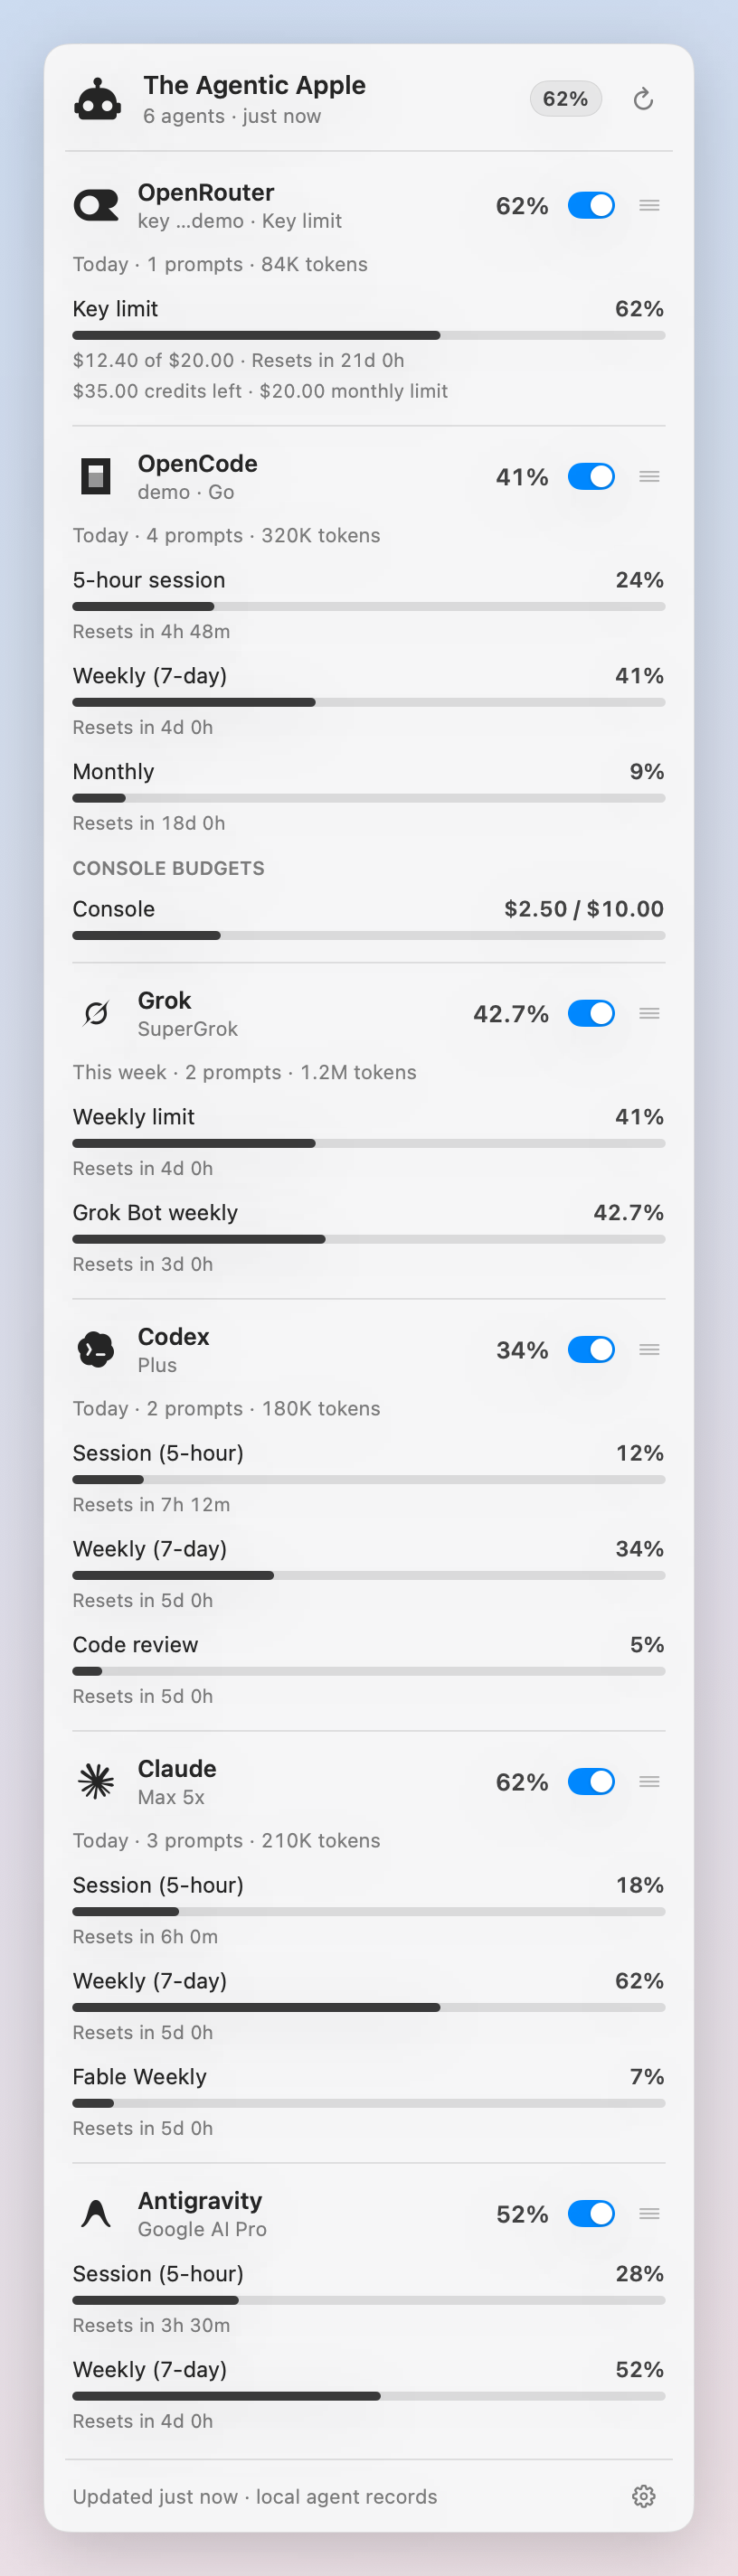 The Agentic Apple
6 agents · just now
62%
OpenRouter
key ...demo · Key limit
62%
Today · 1 prompts · 84K tokens
Key limit 62%
$12.40 of $20.00 · Resets in 21d 0h
$35.00 credits left · $20.00 monthly limit
OpenCode
demo · Go
41%
Today · 4 prompts · 320K tokens
5-hour session 24%
Resets in 4h 48m
Weekly (7-day) 41%
Resets in 4d 0h
Monthly 9%
Resets in 18d 0h
CONSOLE BUDGETS
Console $2.50 / $10.00
Grok
SuperGrok
42.7%
This week · 2 prompts · 1.2M tokens
Weekly limit 41%
Resets in 4d 0h
Grok Bot weekly 42.7%
Resets in 3d 0h
Codex
Plus
34%
Today · 2 prompts · 180K tokens
Session (5-hour) 12%
Resets in 7h 12m
Weekly (7-day) 34%
Resets in 5d 0h
Code review 5%
Resets in 5d 0h
Claude
Max 5x
62%
Today · 3 prompts · 210K tokens
Session (5-hour) 18%
Resets in 6h 0m
Weekly (7-day) 62%
Resets in 5d 0h
Fable Weekly 7%
Resets in 5d 0h
Antigravity
Google AI Pro
52%
Session (5-hour) 28%
Resets in 3h 30m
Weekly (7-day) 52%
Resets in 4d 0h
Updated just now · local agent records